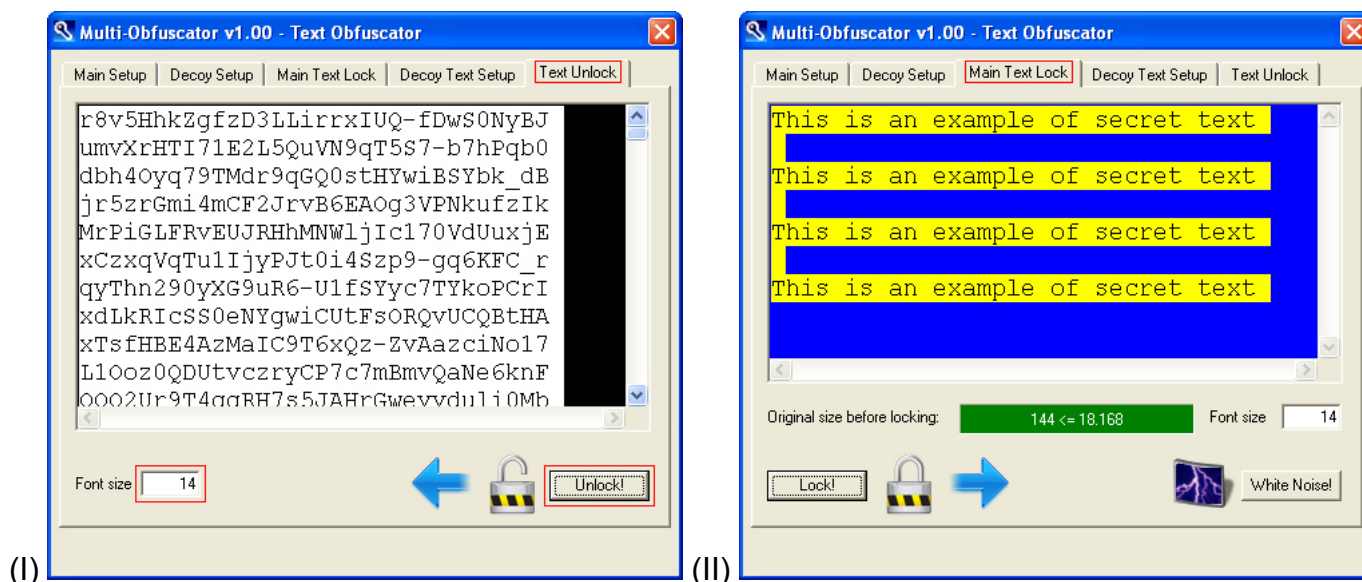 Multi-Obfuscator v1.00 - Text Obfuscator
Main Setup Decoy Setup Main Text Lock Decoy Text Setup Text Unlock
r8v5HhkZgfzD3LLirrxIUQ-fDwS0NyBJ
umvXrHTI71E2L5QuVN9qT5S7-b7hPqb0
dbh4Oyq79TMdr9qGQ0stHYwiBSYbk_dB
jr5zrGmi4mCF2JrvB6EAOg3VPNkufzIk
MrPiGLFRvEUJRHhMNWljIc170VdUuxjE
xCzxqVqTu1IjyPJt0i4Szp9-gq6KFC_r
qyThn290yXG9uR6-U1fSYyc7TYkoPCrI
xdLkRIcSS0eNYgwiCUtFsORQvUCQBtHA
xTsfHBE4AzMaIC9T6xQz-ZvAazciNo17
L1Ooz0QDUtvczryCP7c7mBmvQaNe6knF
Font size 14
Unlock!
(I)
Multi-Obfuscator v1.00 - Text Obfuscator
Main Setup Decoy Setup Main Text Lock Decoy Text Setup Text Unlock
This is an example of secret text
This is an example of secret text
This is an example of secret text
This is an example of secret text
Original size before locking: 144 <= 18.168 Font size 14
Lock! White Noise!
(II)